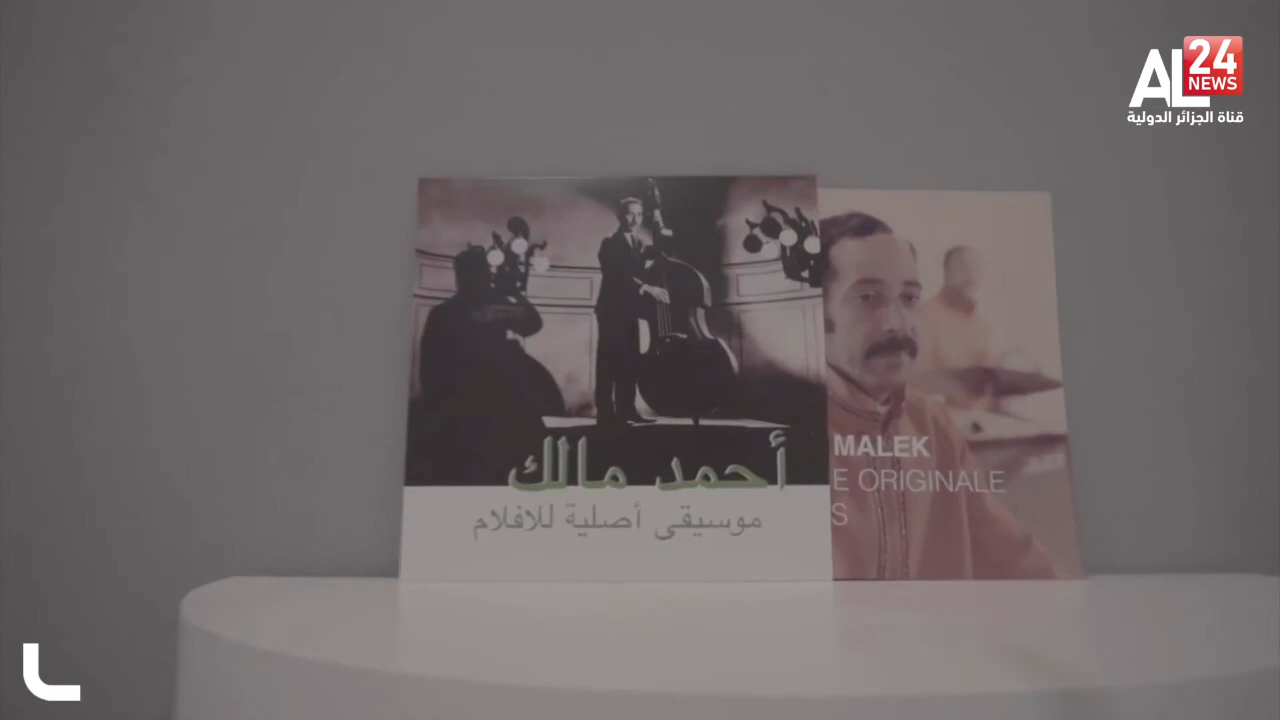 AL
24
NEWS
قناة الجزائر الدولية
أحمد مالك
موسيقى أصلية للافلام
MALEK
E ORIGINALE
S